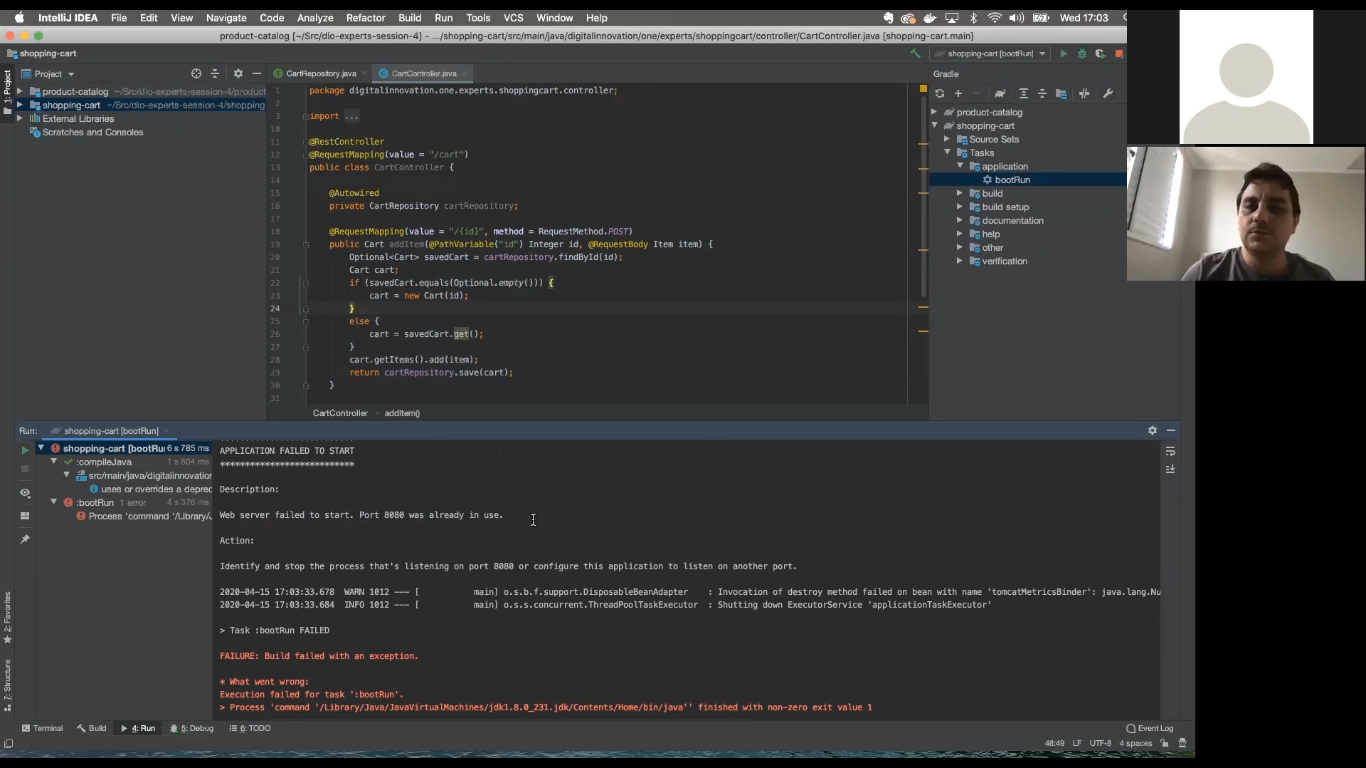 IntelliJ IDEA File Edit View Navigate Code Analyze Refactor Build Run Tools VCS Window Help Wed 17:03
product-catalog [~/Src/dio-experts-session-4] - .../shopping-cart/src/main/java/digitalinnovation/one/experts/shoppingcart/controller/CartController.java [shopping-cart.main]
shopping-cart shopping-cart [bootRun]
1: Project
Project
product-catalog ~/Src/dio-experts-session-4/product
shopping-cart ~/Src/dio-experts-session-4/shopping
External Libraries
Scratches and Consoles
CartRepository.java CartController.java
1 package digitalinnovation.one.experts.shoppingcart.controller;
2
3 import ...
10
11 @RestController
12 @RequestMapping(value = "/cart")
13 public class CartController {
14
15 @Autowired
16 private CartRepository cartRepository;
17
18 @RequestMapping(value = "/{id}", method = RequestMethod.POST)
19 public Cart addItem(@PathVariable("id") Integer id, @RequestBody Item item) {
20 Optional<Cart> savedCart = cartRepository.findById(id);
21 Cart cart;
22 if (savedCart.equals(Optional.empty())) {
23 cart = new Cart(id);
24 }
25 else {
26 cart = savedCart.get();
27 }
28 cart.getItems().add(item);
29 return cartRepository.save(cart);
30 }
31
CartController addItem()
Gradle
product-catalog
shopping-cart
Source Sets
Tasks
application
bootRun
build
build setup
documentation
help
other
verification
Run: shopping-cart [bootRun]
shopping-cart [bootRu 6 s 785 ms
:compileJava 1 s 804 ms
src/main/java/digitalinnovation
uses or overrides a deprec
:bootRun 1 error 4 s 376 ms
Process 'command '/Library/J
***************************
APPLICATION FAILED TO START
***************************
Description:
Web server failed to start. Port 8080 was already in use.
Action:
Identify and stop the process that's listening on port 8080 or configure this application to listen on another port.
2020-04-15 17:03:33.678 WARN 1012 --- [ main] o.s.b.f.support.DisposableBeanAdapter : Invocation of destroy method failed on bean with name 'tomcatMetricsBinder': java.lang.Nu
2020-04-15 17:03:33.684 INFO 1012 --- [ main] o.s.s.concurrent.ThreadPoolTaskExecutor : Shutting down ExecutorService 'applicationTaskExecutor'
> Task :bootRun FAILED
FAILURE: Build failed with an exception.
* What went wrong:
Execution failed for task ':bootRun'.
> Process 'command '/Library/Java/JavaVirtualMachines/jdk1.8.0_231.jdk/Contents/Home/bin/java'' finished with non-zero exit value 1
2: Favorites
7: Structure
Terminal Build 4: Run 5: Debug 6: TODO Event Log
48:49 LF UTF-8 4 spaces